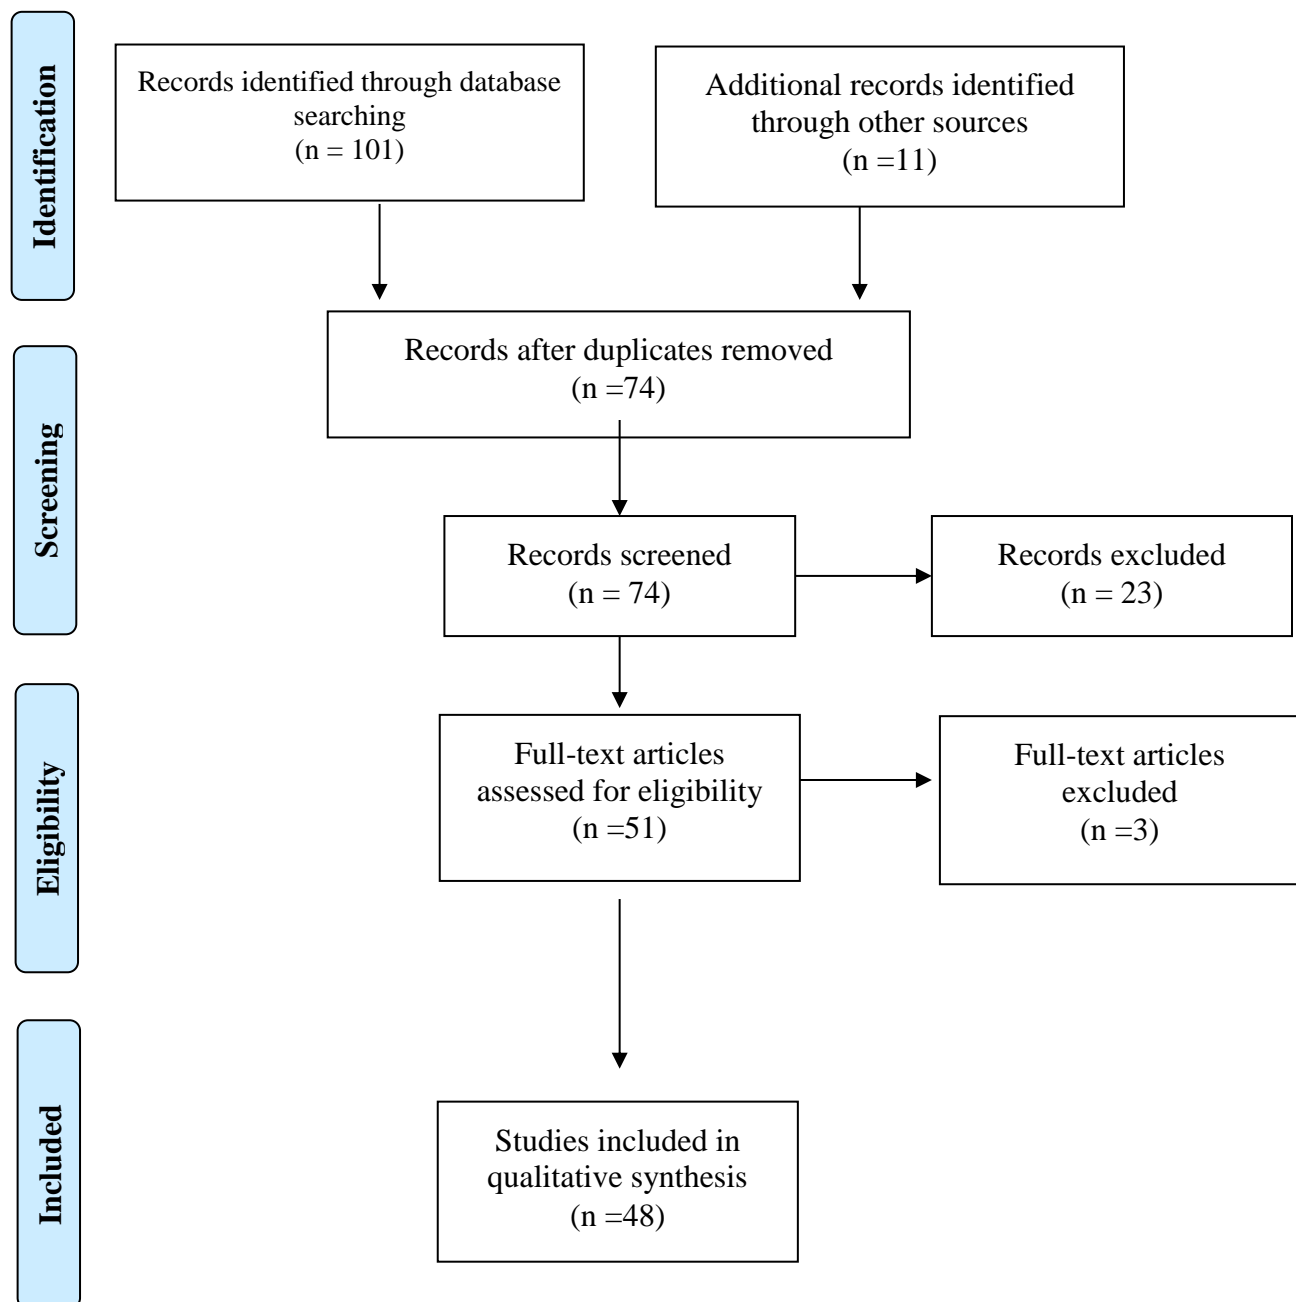 Identification
Records identified through database
searching
(n = 101)
Additional records identified
through other sources
(n =11)
Records after duplicates removed
(n =74)
Screening
Records screened
(n = 74)
Records excluded
(n = 23)
Eligibility
Full-text articles
assessed for eligibility
(n =51)
Full-text articles
excluded
(n =3)
Included
Studies included in
qualitative synthesis
(n =48)